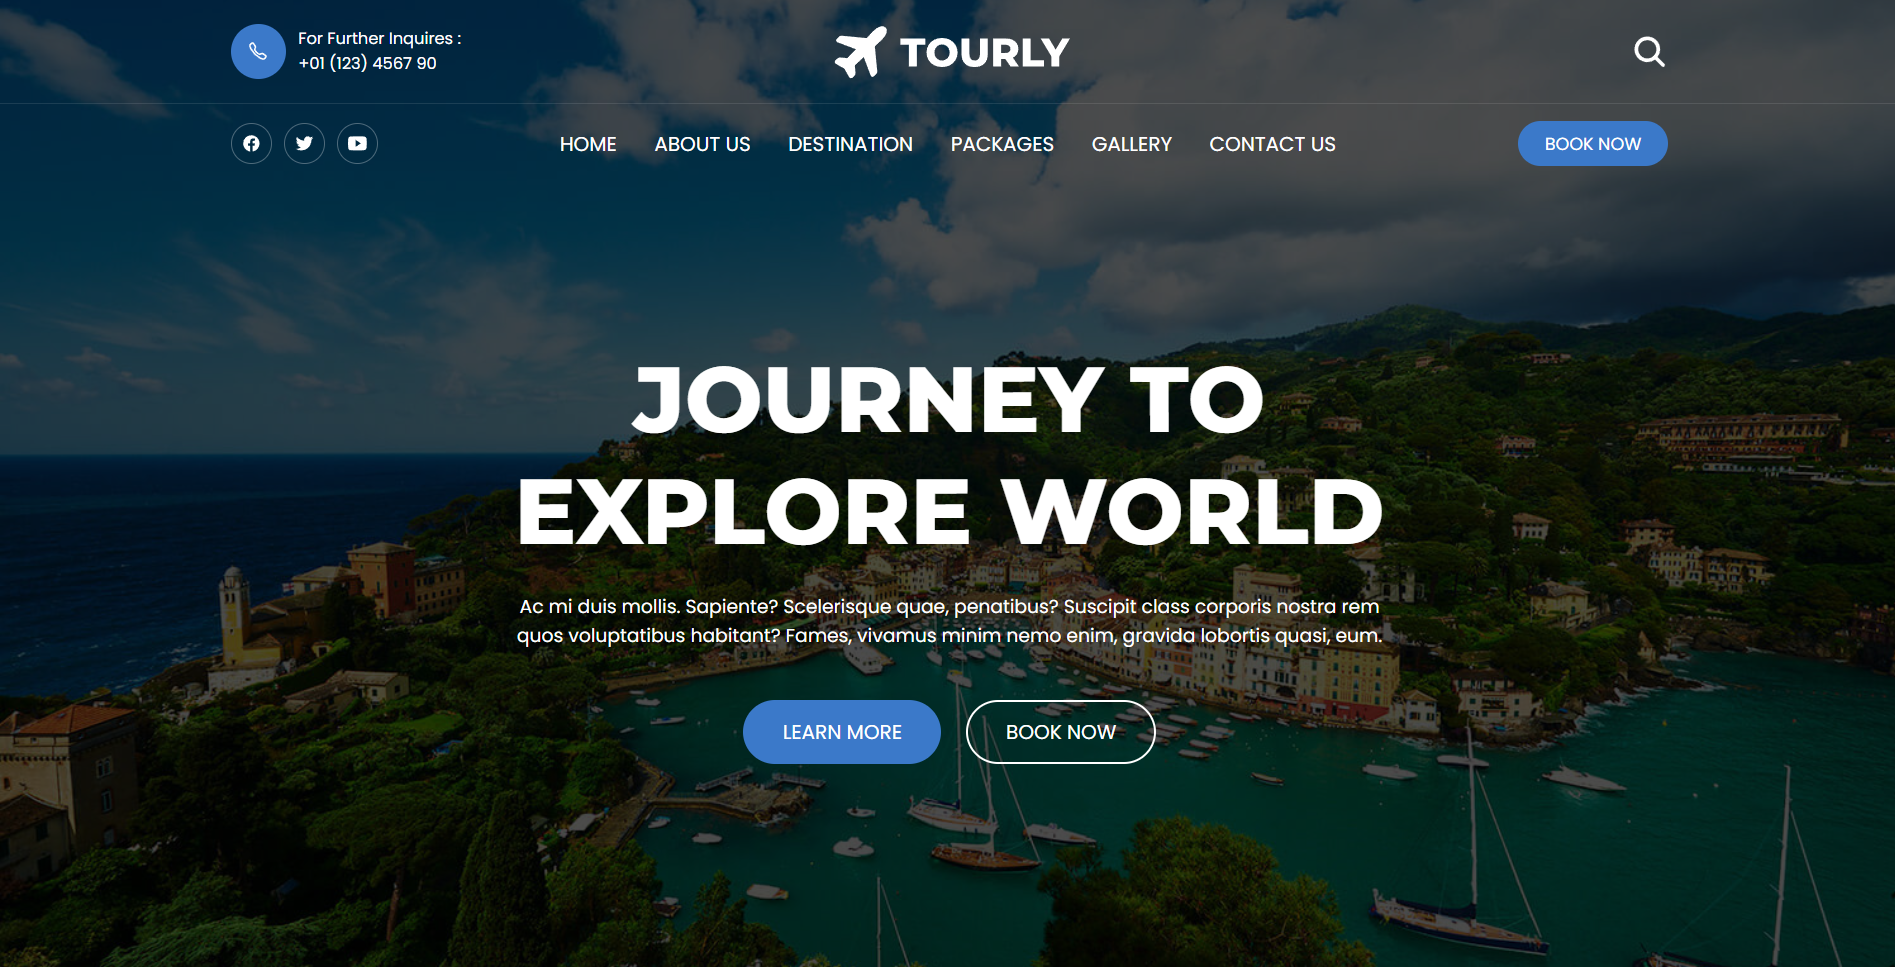 For Further Inquires :
+01 (123) 4567 90
TOURLY
HOME
ABOUT US
DESTINATION
PACKAGES
GALLERY
CONTACT US
BOOK NOW
JOURNEY TO
EXPLORE WORLD
Ac mi duis mollis. Sapiente? Scelerisque quae, penatibus? Suscipit class corporis nostra rem
quos voluptatibus habitant? Fames, vivamus minim nemo enim, gravida lobortis quasi, eum.
LEARN MORE
BOOK NOW